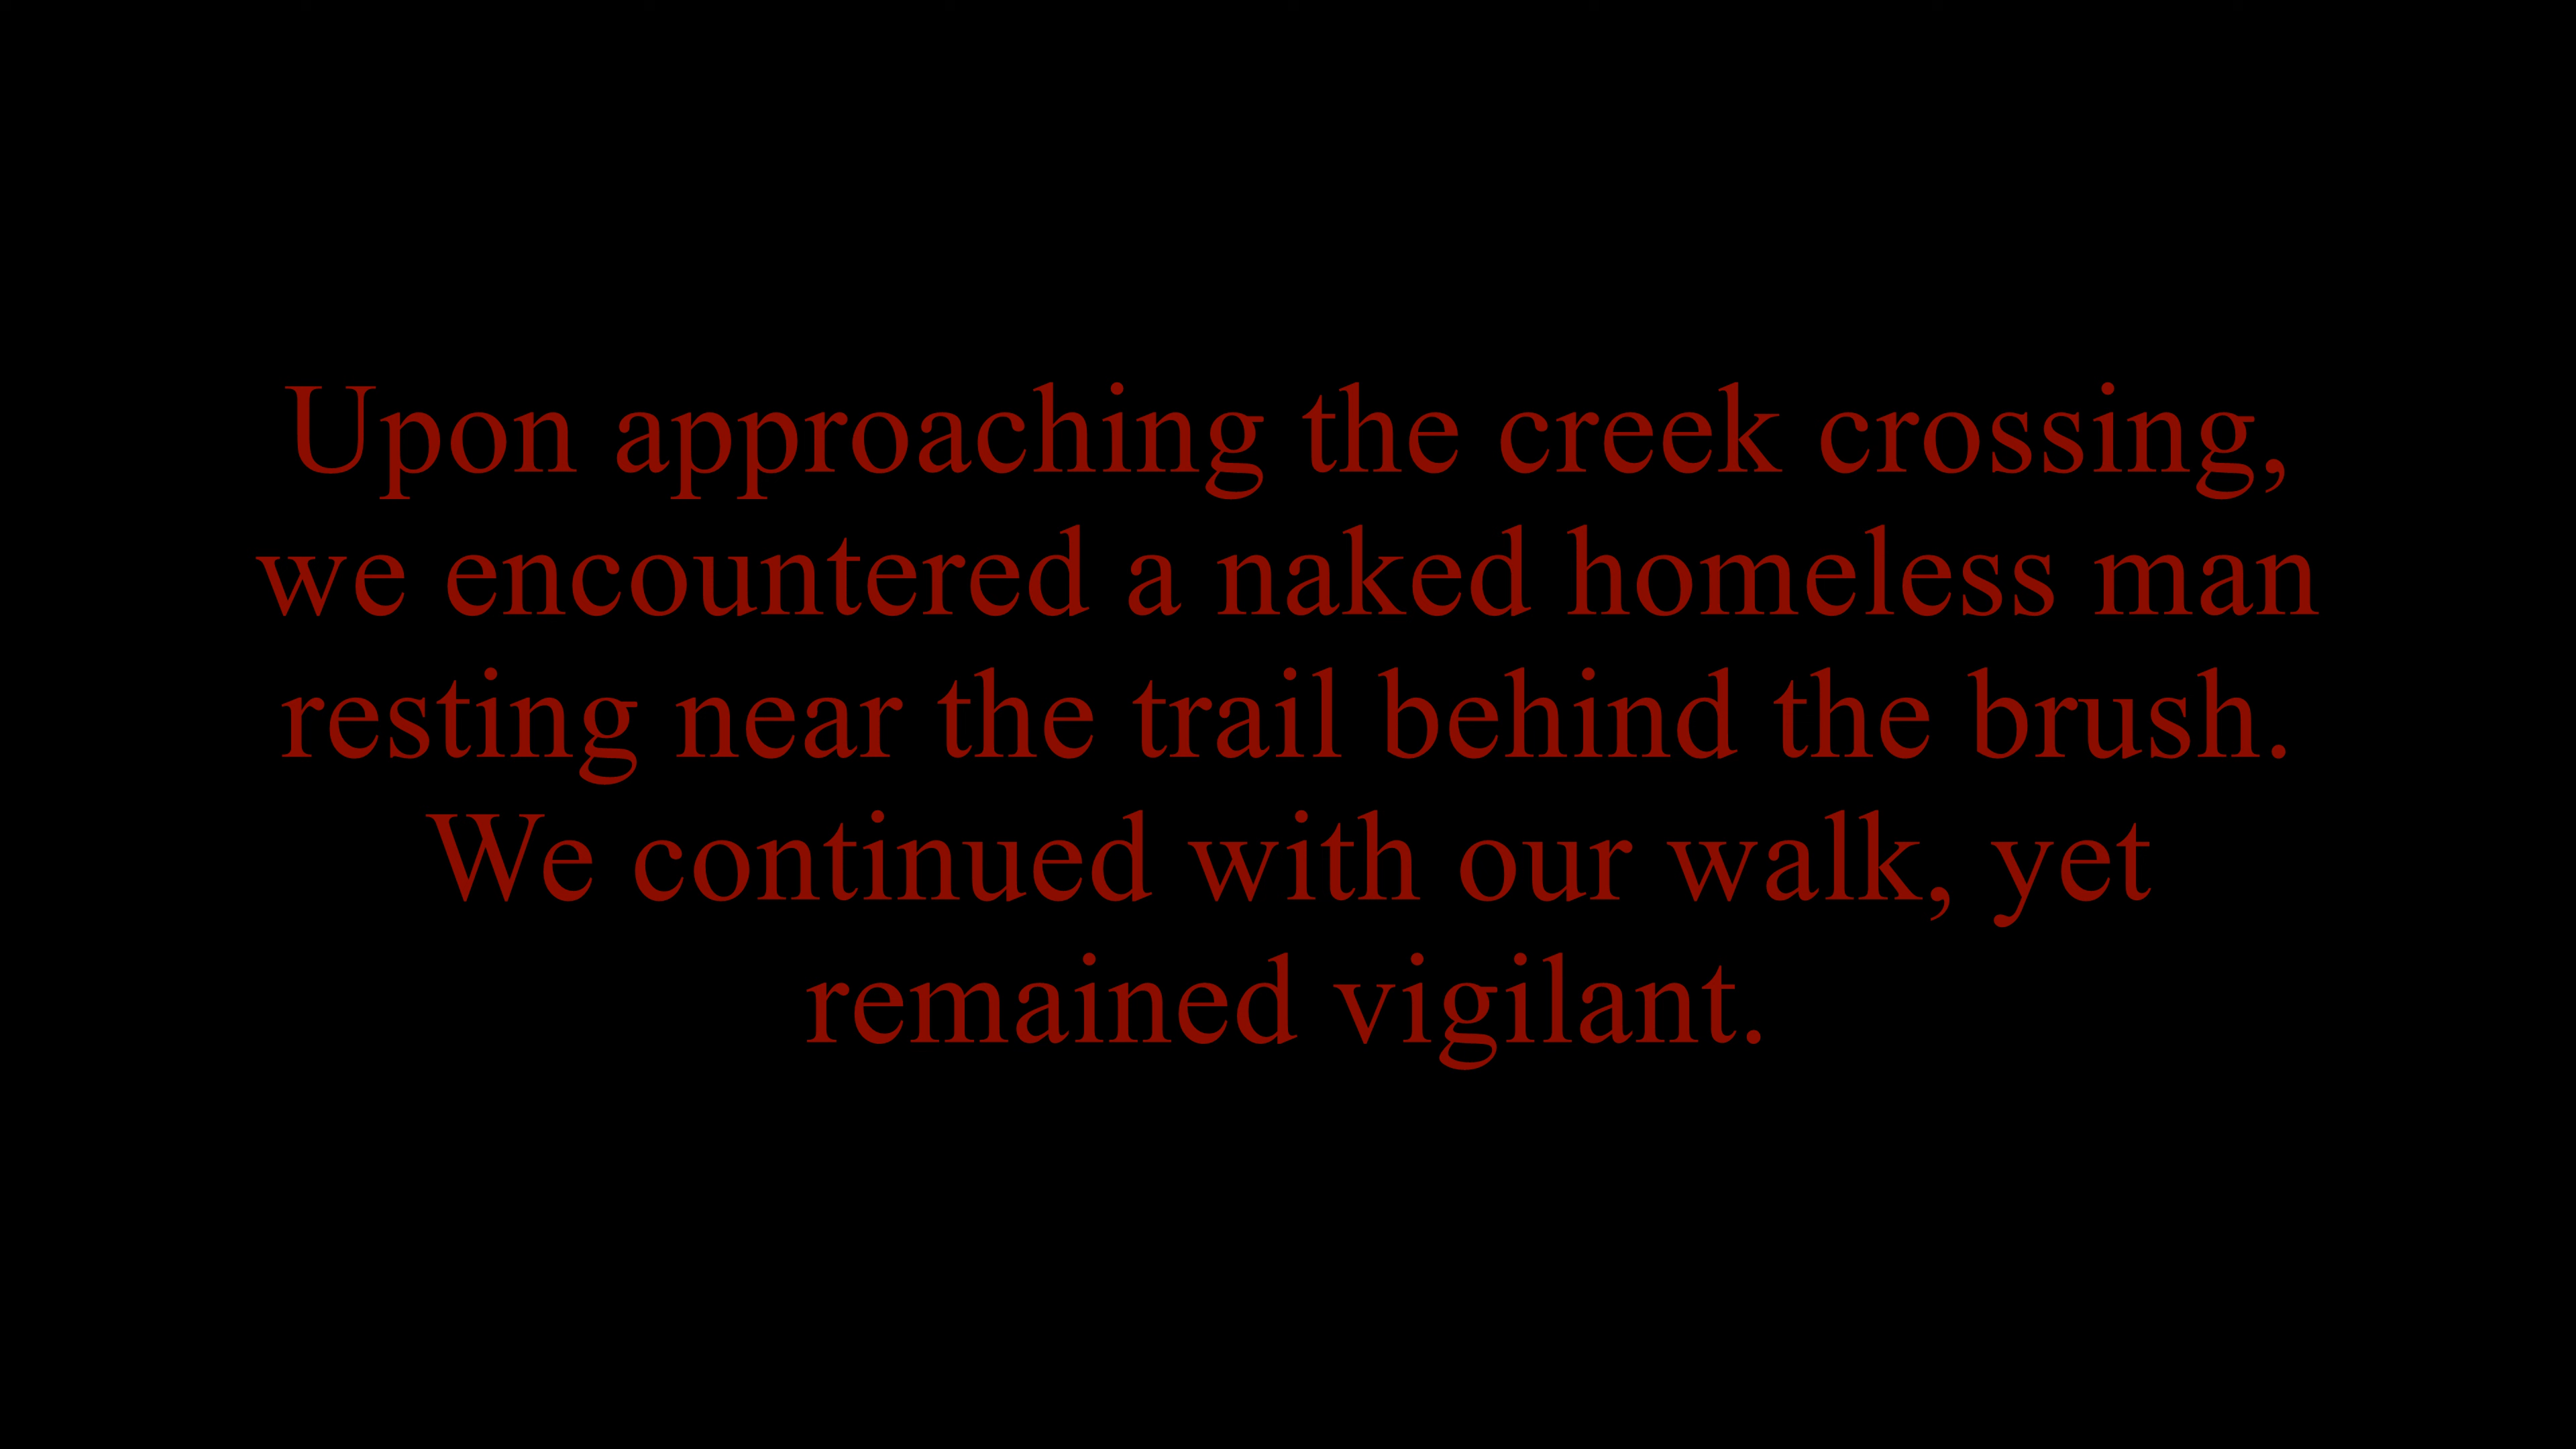 Upon approaching the creek crossing,
we encountered a naked homeless man
resting near the trail behind the brush.
We continued with our walk, yet
remained vigilant.